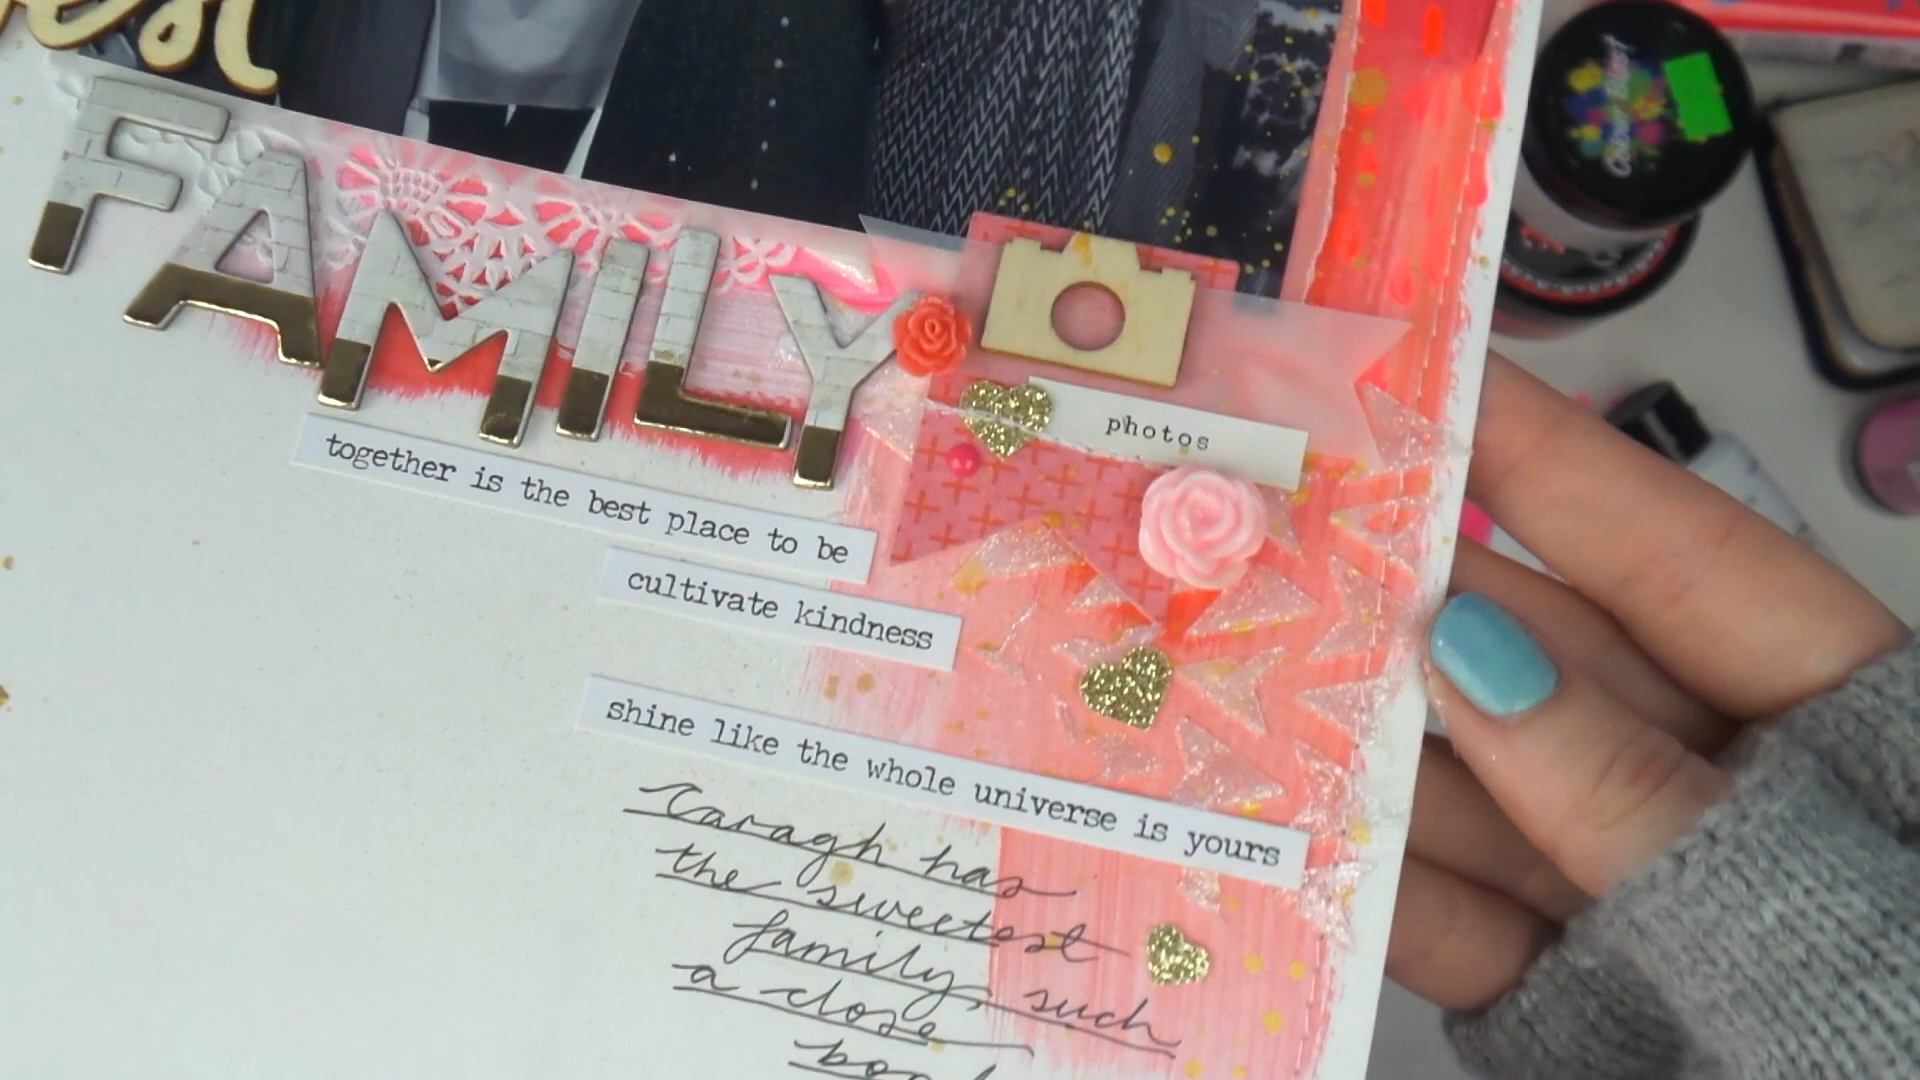 est
FAMILY
photos
together is the best place to be
cultivate kindness
shine like the whole universe is yours
Caragh has
the sweetest
family, such
a close